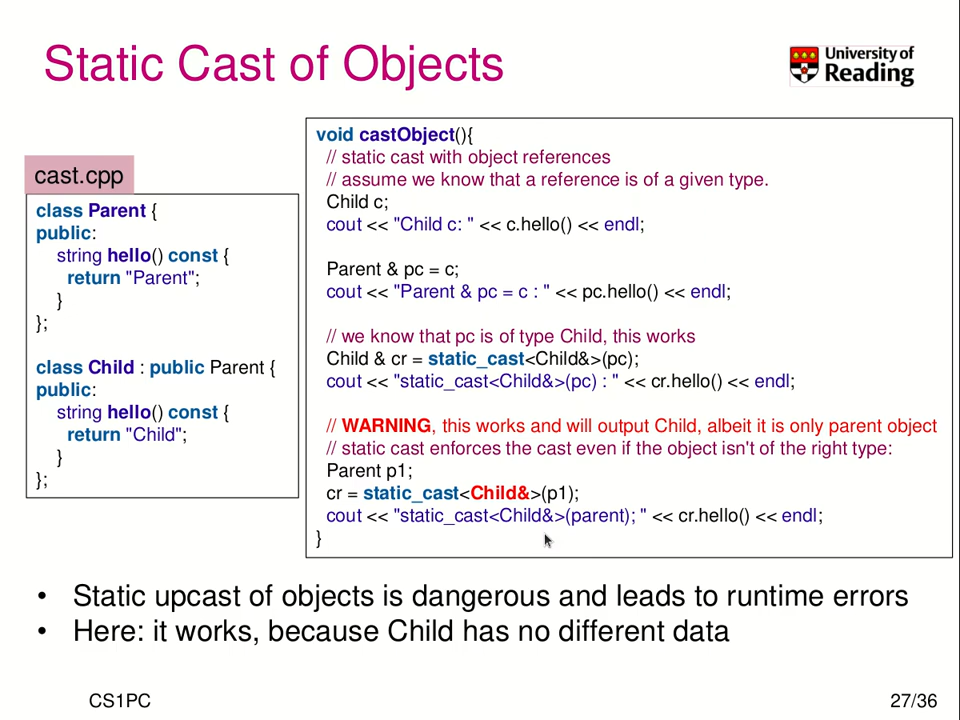 Static Cast of Objects
University of
Reading
cast.cpp
class Parent {
public:
string hello() const {
return "Parent";
}
};
class Child : public Parent {
public:
string hello() const {
return "Child";
}
};
void castObject(){
// static cast with object references
// assume we know that a reference is of a given type.
Child c;
cout << "Child c: " << c.hello() << endl;
Parent & pc = c;
cout << "Parent & pc = c : " << pc.hello() << endl;
// we know that pc is of type Child, this works
Child & cr = static_cast<Child&>(pc);
cout << "static_cast<Child&>(pc) : " << cr.hello() << endl;
// WARNING, this works and will output Child, albeit it is only parent object
// static cast enforces the cast even if the object isn't of the right type:
Parent p1;
cr = static_cast<Child&>(p1);
cout << "static_cast<Child&>(parent); " << cr.hello() << endl;
}
• Static upcast of objects is dangerous and leads to runtime errors
• Here: it works, because Child has no different data
CS1PC
27/36